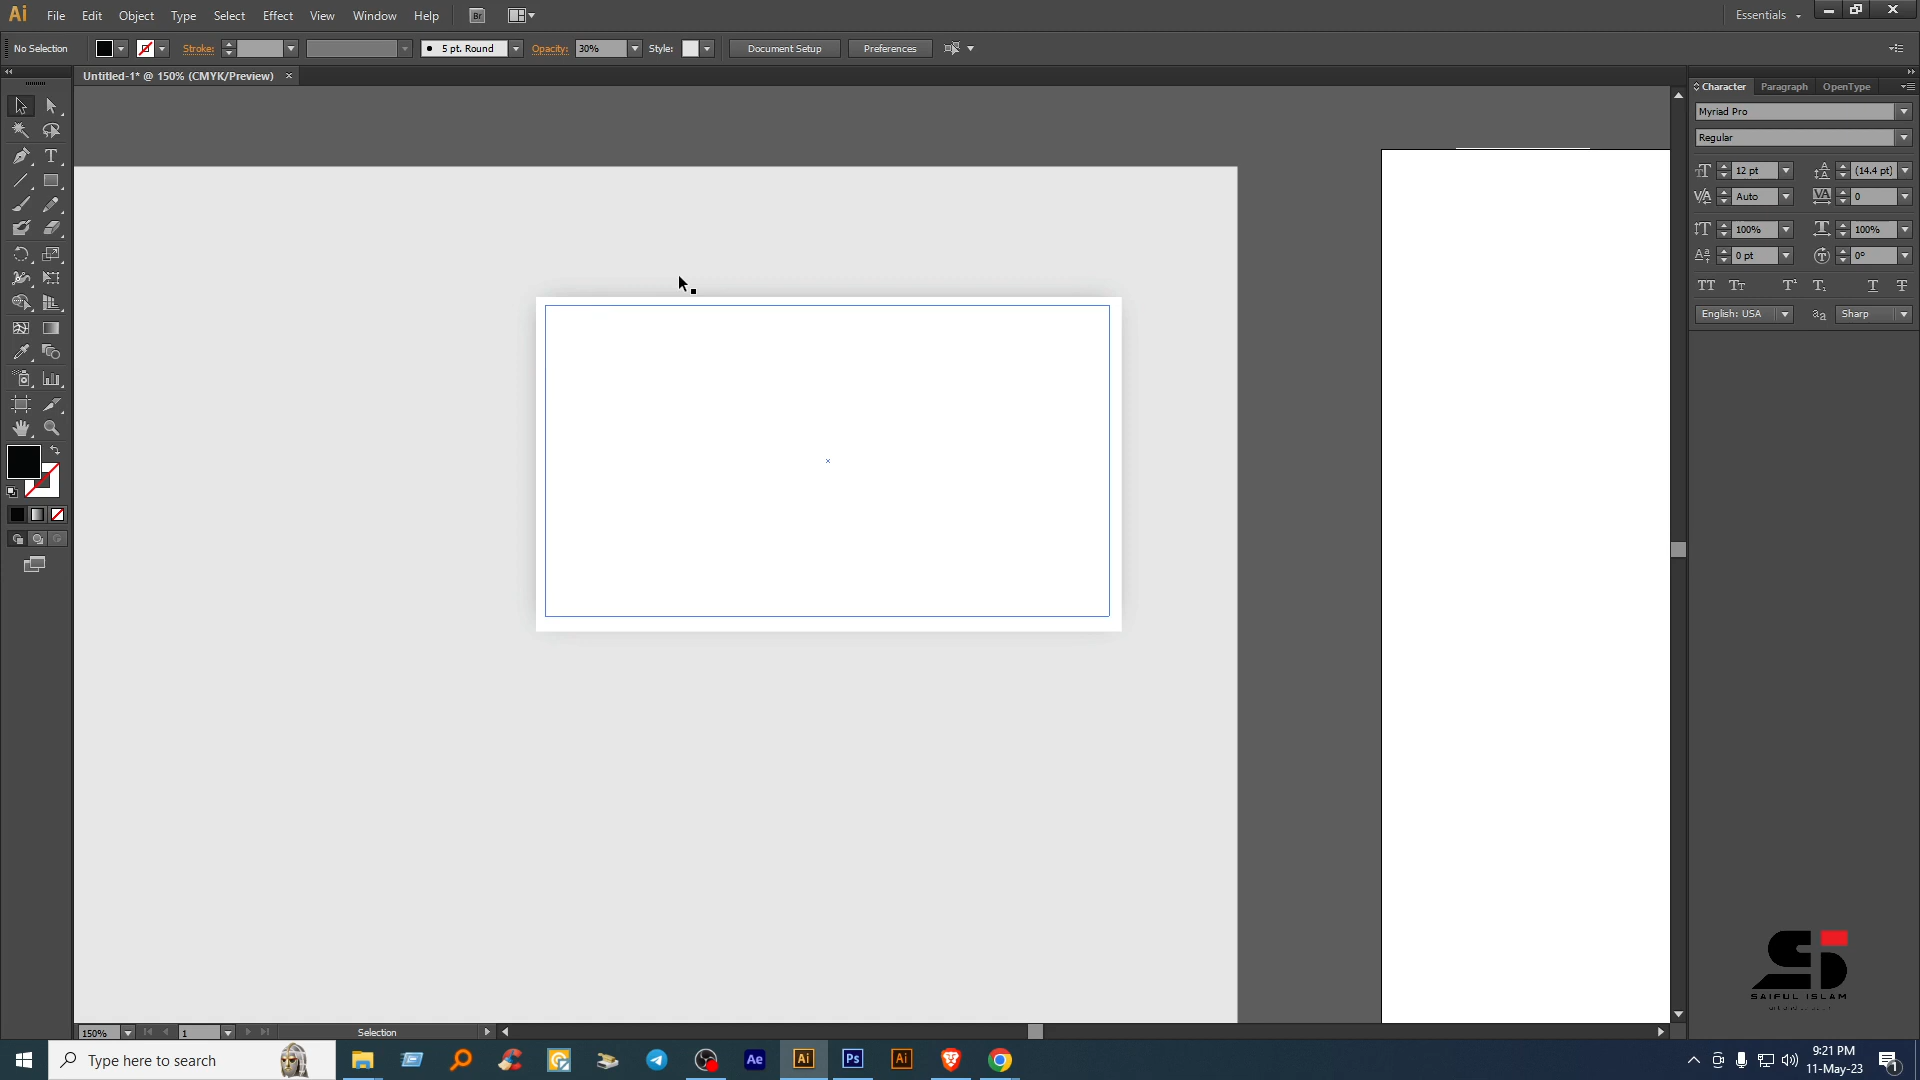 Ai File Edit Object Type Select Effect View Window Help Br Essentials
No Selection Stroke: 5 pt. Round Opacity: 30% Style: Document Setup Preferences
Untitled-1* @ 150% (CMYK/Preview)
Character Paragraph OpenType
Myriad Pro
Regular
12 pt (14.4 pt)
Auto 0
100% 100%
0 pt 0°
English: USA Sharp
SAIFUL ISLAM
150% 1 Selection
Type here to search Ae Ai Ps Ai
9:21 PM
11-May-23
1